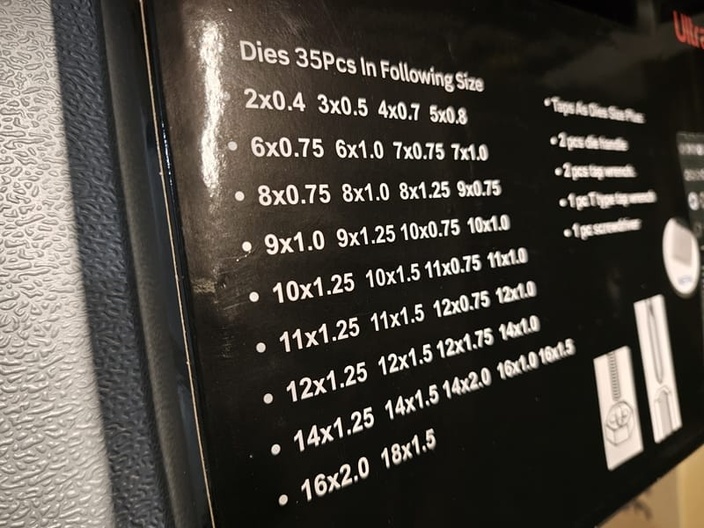 Dies 35Pcs In Following Size
2x0.4 3x0.5 4x0.7 5x0.8
• 6x0.75 6x1.0 7x0.75 7x1.0
• 8x0.75 8x1.0 8x1.25 9x0.75
• 9x1.0 9x1.25 10x0.75 10x1.0
• 10x1.25 10x1.5 11x0.75 11x1.0
• 11x1.25 11x1.5 12x0.75 12x1.0
• 12x1.25 12x1.5 12x1.75 14x1.0
• 14x1.25 14x1.5 14x2.0 16x1.0 16x1.5
• 16x2.0 18x1.5
• Taps As Dies Size Plus
• 2 pcs die handle
• 2 pcs tap wrench
• 1 pc T type tap wrench
• 1 pc screwdriver